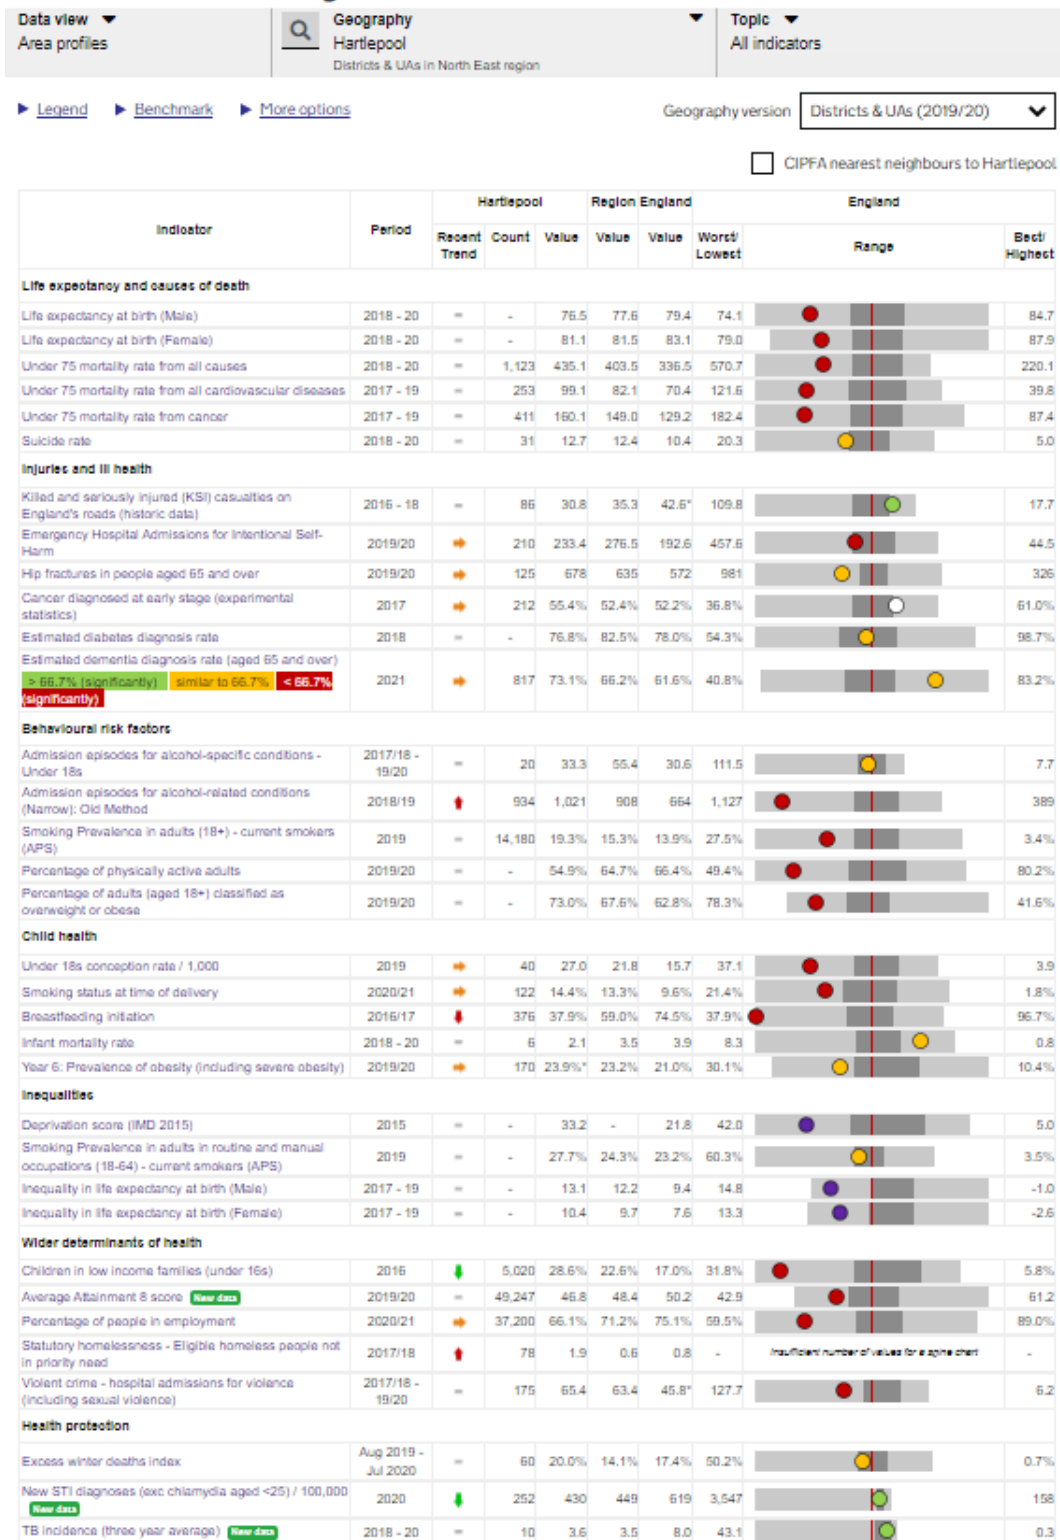 Data view ▼ Geography ▼ Topic ▼
Area profiles Hartlepool All indicators
Districts & UAs in North East region
► Legend ► Benchmark ► More options Geography version Districts & UAs (2019/20)
CIPFA nearest neighbours to Hartlepool
Hartlepool Region England England
Indicator Period Recent Trend Count Value Value Value Worst/ Lowest Range Best/ Highest
Life expectancy and causes of death
Life expectancy at birth (Male) 2018 - 20 – - 76.5 77.6 79.4 74.1 84.7
Life expectancy at birth (Female) 2018 - 20 – - 81.1 81.5 83.1 79.0 87.9
Under 75 mortality rate from all causes 2018 - 20 – 1,123 435.1 403.5 336.5 570.7 220.1
Under 75 mortality rate from all cardiovascular diseases 2017 - 19 – 253 99.1 82.1 70.4 121.6 39.8
Under 75 mortality rate from cancer 2017 - 19 – 411 160.1 149.0 129.2 182.4 87.4
Suicide rate 2018 - 20 – 31 12.7 12.4 10.4 20.3 5.0
Injuries and ill health
Killed and seriously injured (KSI) casualties on
England's roads (historic data) 2016 - 18 – 86 30.8 35.3 42.6* 109.8 17.7
Emergency Hospital Admissions for Intentional Self-
Harm 2019/20 210 233.4 276.5 192.6 457.6 44.5
Hip fractures in people aged 65 and over 2019/20 125 678 635 572 981 326
Cancer diagnosed at early stage (experimental
statistics) 2017 212 55.4% 52.4% 52.2% 36.8% 61.0%
Estimated diabetes diagnosis rate 2018 - 76.8% 82.5% 78.0% 54.3% 98.7%
Estimated dementia diagnosis rate (aged 65 and over)
> 66.7% (significantly) similar to 66.7% < 66.7%
(significantly) 2021 817 73.1% 66.2% 61.6% 40.8% 83.2%
Behavioural risk factors
Admission episodes for alcohol-specific conditions -
Under 18s 2017/18 - 19/20 – 20 33.3 55.4 30.6 111.5 7.7
Admission episodes for alcohol-related conditions
(Narrow): Old Method 2018/19 934 1,021 908 664 1,127 389
Smoking Prevalence in adults (18+) - current smokers
(APS) 2019 – 14,180 19.3% 15.3% 13.9% 27.5% 3.4%
Percentage of physically active adults 2019/20 – - 54.9% 64.7% 66.4% 49.4% 80.2%
Percentage of adults (aged 18+) classified as
overweight or obese 2019/20 – - 73.0% 67.6% 62.8% 78.3% 41.6%
Child health
Under 18s conception rate / 1,000 2019 40 27.0 21.8 15.7 37.1 3.9
Smoking status at time of delivery 2020/21 122 14.4% 13.3% 9.6% 21.4% 1.8%
Breastfeeding initiation 2016/17 376 37.9% 59.0% 74.5% 37.9% 96.7%
Infant mortality rate 2018 - 20 – 6 2.1 3.5 3.9 8.3 0.8
Year 6: Prevalence of obesity (including severe obesity) 2019/20 170 23.9%* 23.2% 21.0% 30.1% 10.4%
Inequalities
Deprivation score (IMD 2015) 2015 – - 33.2 - 21.8 42.0 5.0
Smoking Prevalence in adults in routine and manual
occupations (18-64) - current smokers (APS) 2019 – - 27.7% 24.3% 23.2% 60.3% 3.5%
Inequality in life expectancy at birth (Male) 2017 - 19 – - 13.1 12.2 9.4 14.8 -1.0
Inequality in life expectancy at birth (Female) 2017 - 19 – - 10.4 9.7 7.6 13.3 -2.6
Wider determinants of health
Children in low income families (under 16s) 2016 5,020 28.6% 22.6% 17.0% 31.8% 5.8%
Average Attainment 8 score New data 2019/20 – 49,247 46.8 48.4 50.2 42.9 61.2
Percentage of people in employment 2020/21 37,200 66.1% 71.2% 75.1% 59.5% 89.0%
Statutory homelessness - Eligible homeless people not
in priority need 2017/18 78 1.9 0.6 0.8 - Insufficient number of values for a spine chart -
Violent crime - hospital admissions for violence
(including sexual violence) 2017/18 - 19/20 – 175 65.4 63.4 45.8* 127.7 6.2
Health protection
Excess winter deaths index Aug 2019 - Jul 2020 – 60 20.0% 14.1% 17.4% 50.2% 0.7%
New STI diagnoses (exc chlamydia aged <25) / 100,000
New data 2020 252 430 449 619 3,547 158
TB incidence (three year average) New data 2018 - 20 – 10 3.6 3.5 8.0 43.1 0.3